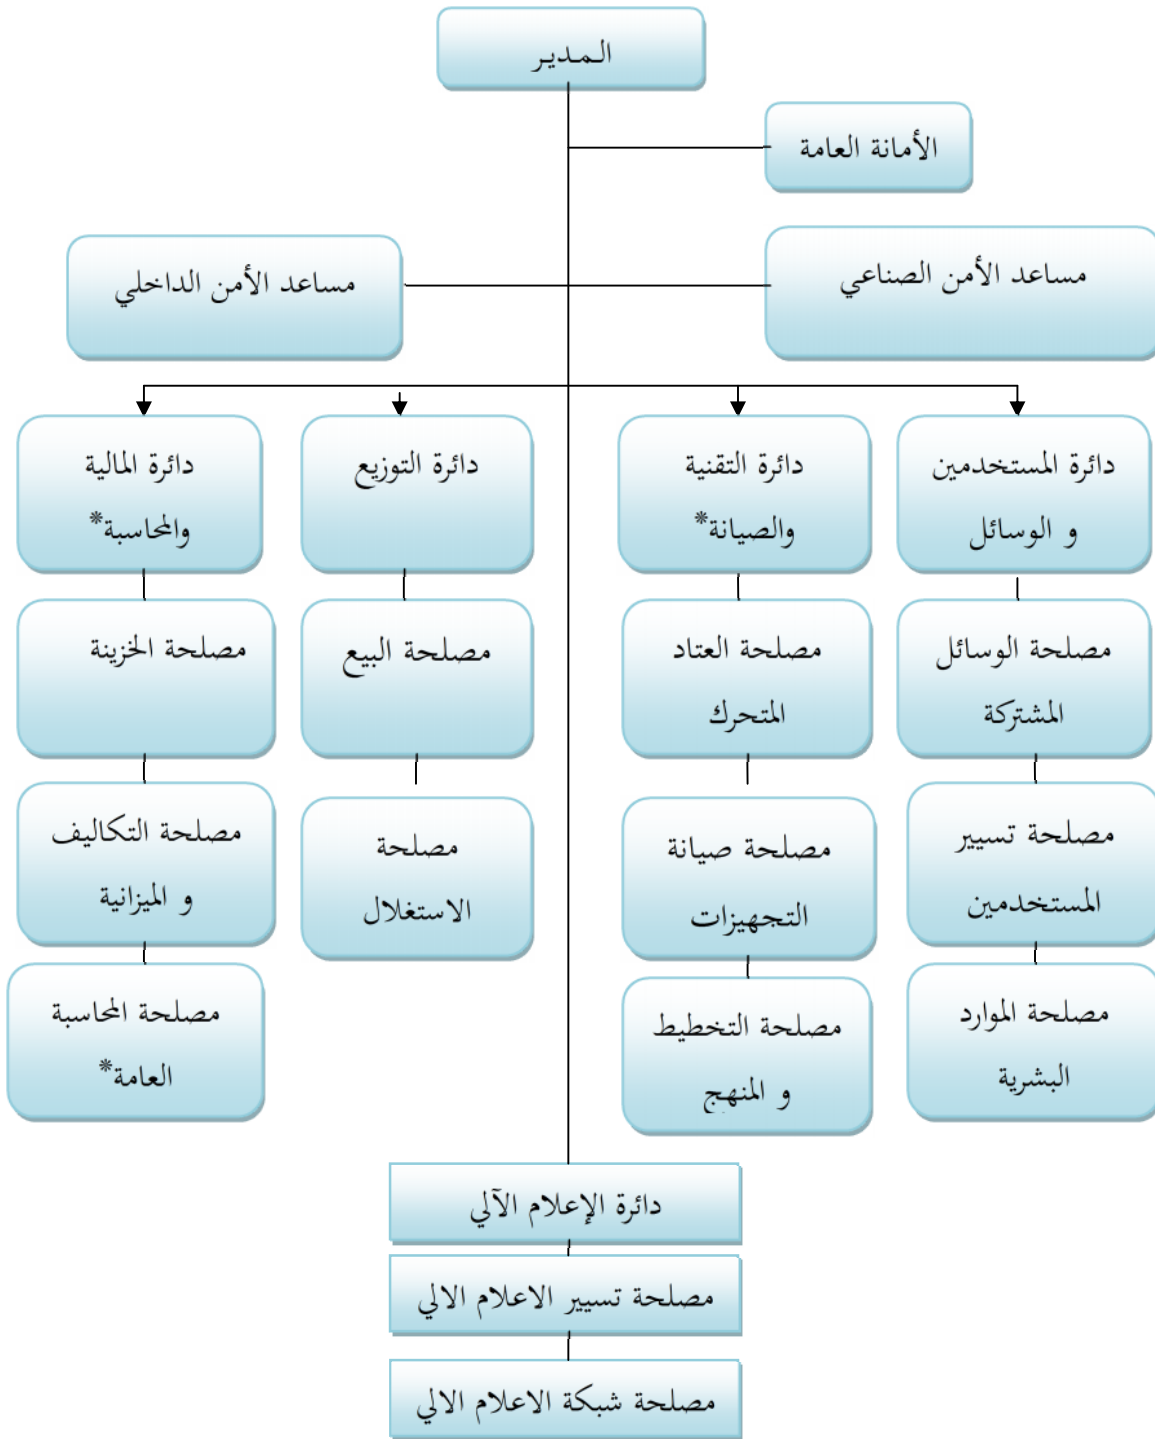 المدير
الأمانة العامة
مساعد الأمن الصناعي
مساعد الأمن الداخلي
دائرة المستخدمين
و الوسائل
دائرة التقنية
والصيانة*
دائرة التوزيع
دائرة المالية
والمحاسبة*
مصلحة الوسائل
المشتركة
مصلحة العتاد
المتحرك
مصلحة البيع
مصلحة الخزينة
مصلحة تسيير
المستخدمين
مصلحة صيانة
التجهيزات
مصلحة
الاستغلال
مصلحة التكاليف
و الميزانية
مصلحة الموارد
البشرية
مصلحة التخطيط
و المنهج
مصلحة المحاسبة
العامة*
دائرة الإعلام الآلي
مصلحة تسيير الاعلام الالي
مصلحة شبكة الاعلام الالي